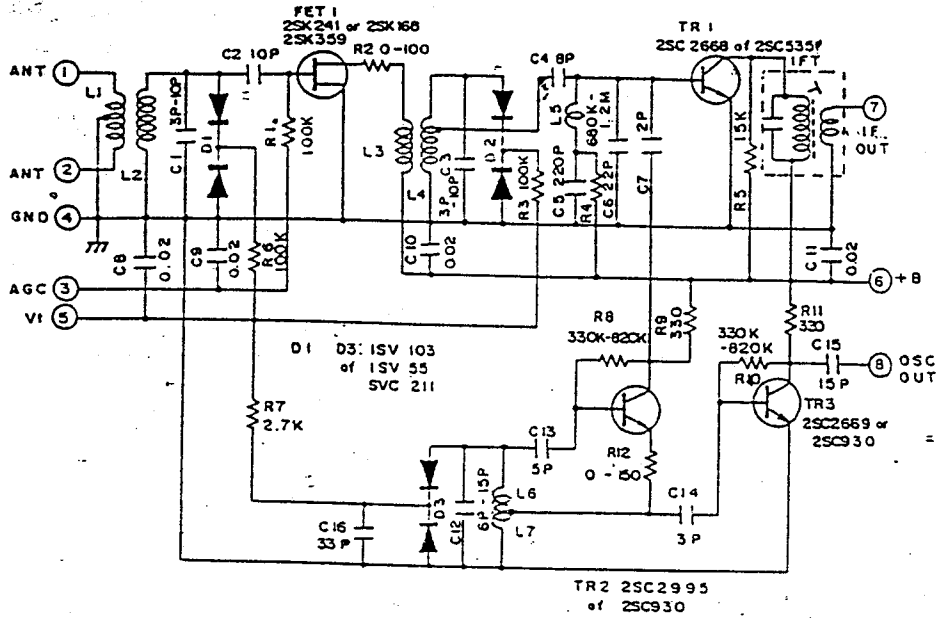 FET 1
2SK241 or 2SK168
2SK359
TR 1
2SC 2668 of 2SC535F
IFT
ANT 1
C2 10P
R2 0-100
C4 8P
L1
3P-10P
C1
D1
R1
100K
L2
L3
L4
C3
3P-10P
D2
R3 100K
L5
680K-
1.2M
C5 220P
R4
C6 22P
2P
C7
15K
R5
7
IF
OUT
ANT 2
GND 4
C8
0.02
C9
0.02
R6
100K
C10
0.02
C11
0.02
AGC 3
6 +B
Vt 5
D1 D3: ISV 103
of ISV 55
SVC 211
R8
330K-820K
R9
330
330K
-820K
R10
R11
330
C15
15P
8 OSC
OUT
R7
2.7K
TR3
2SC2669 or
2SC930
C13
5P
R12
0-150
C14
3P
D3
C12
6P-15P
L6
L7
C16
33P
TR2 2SC2995
of 2SC930